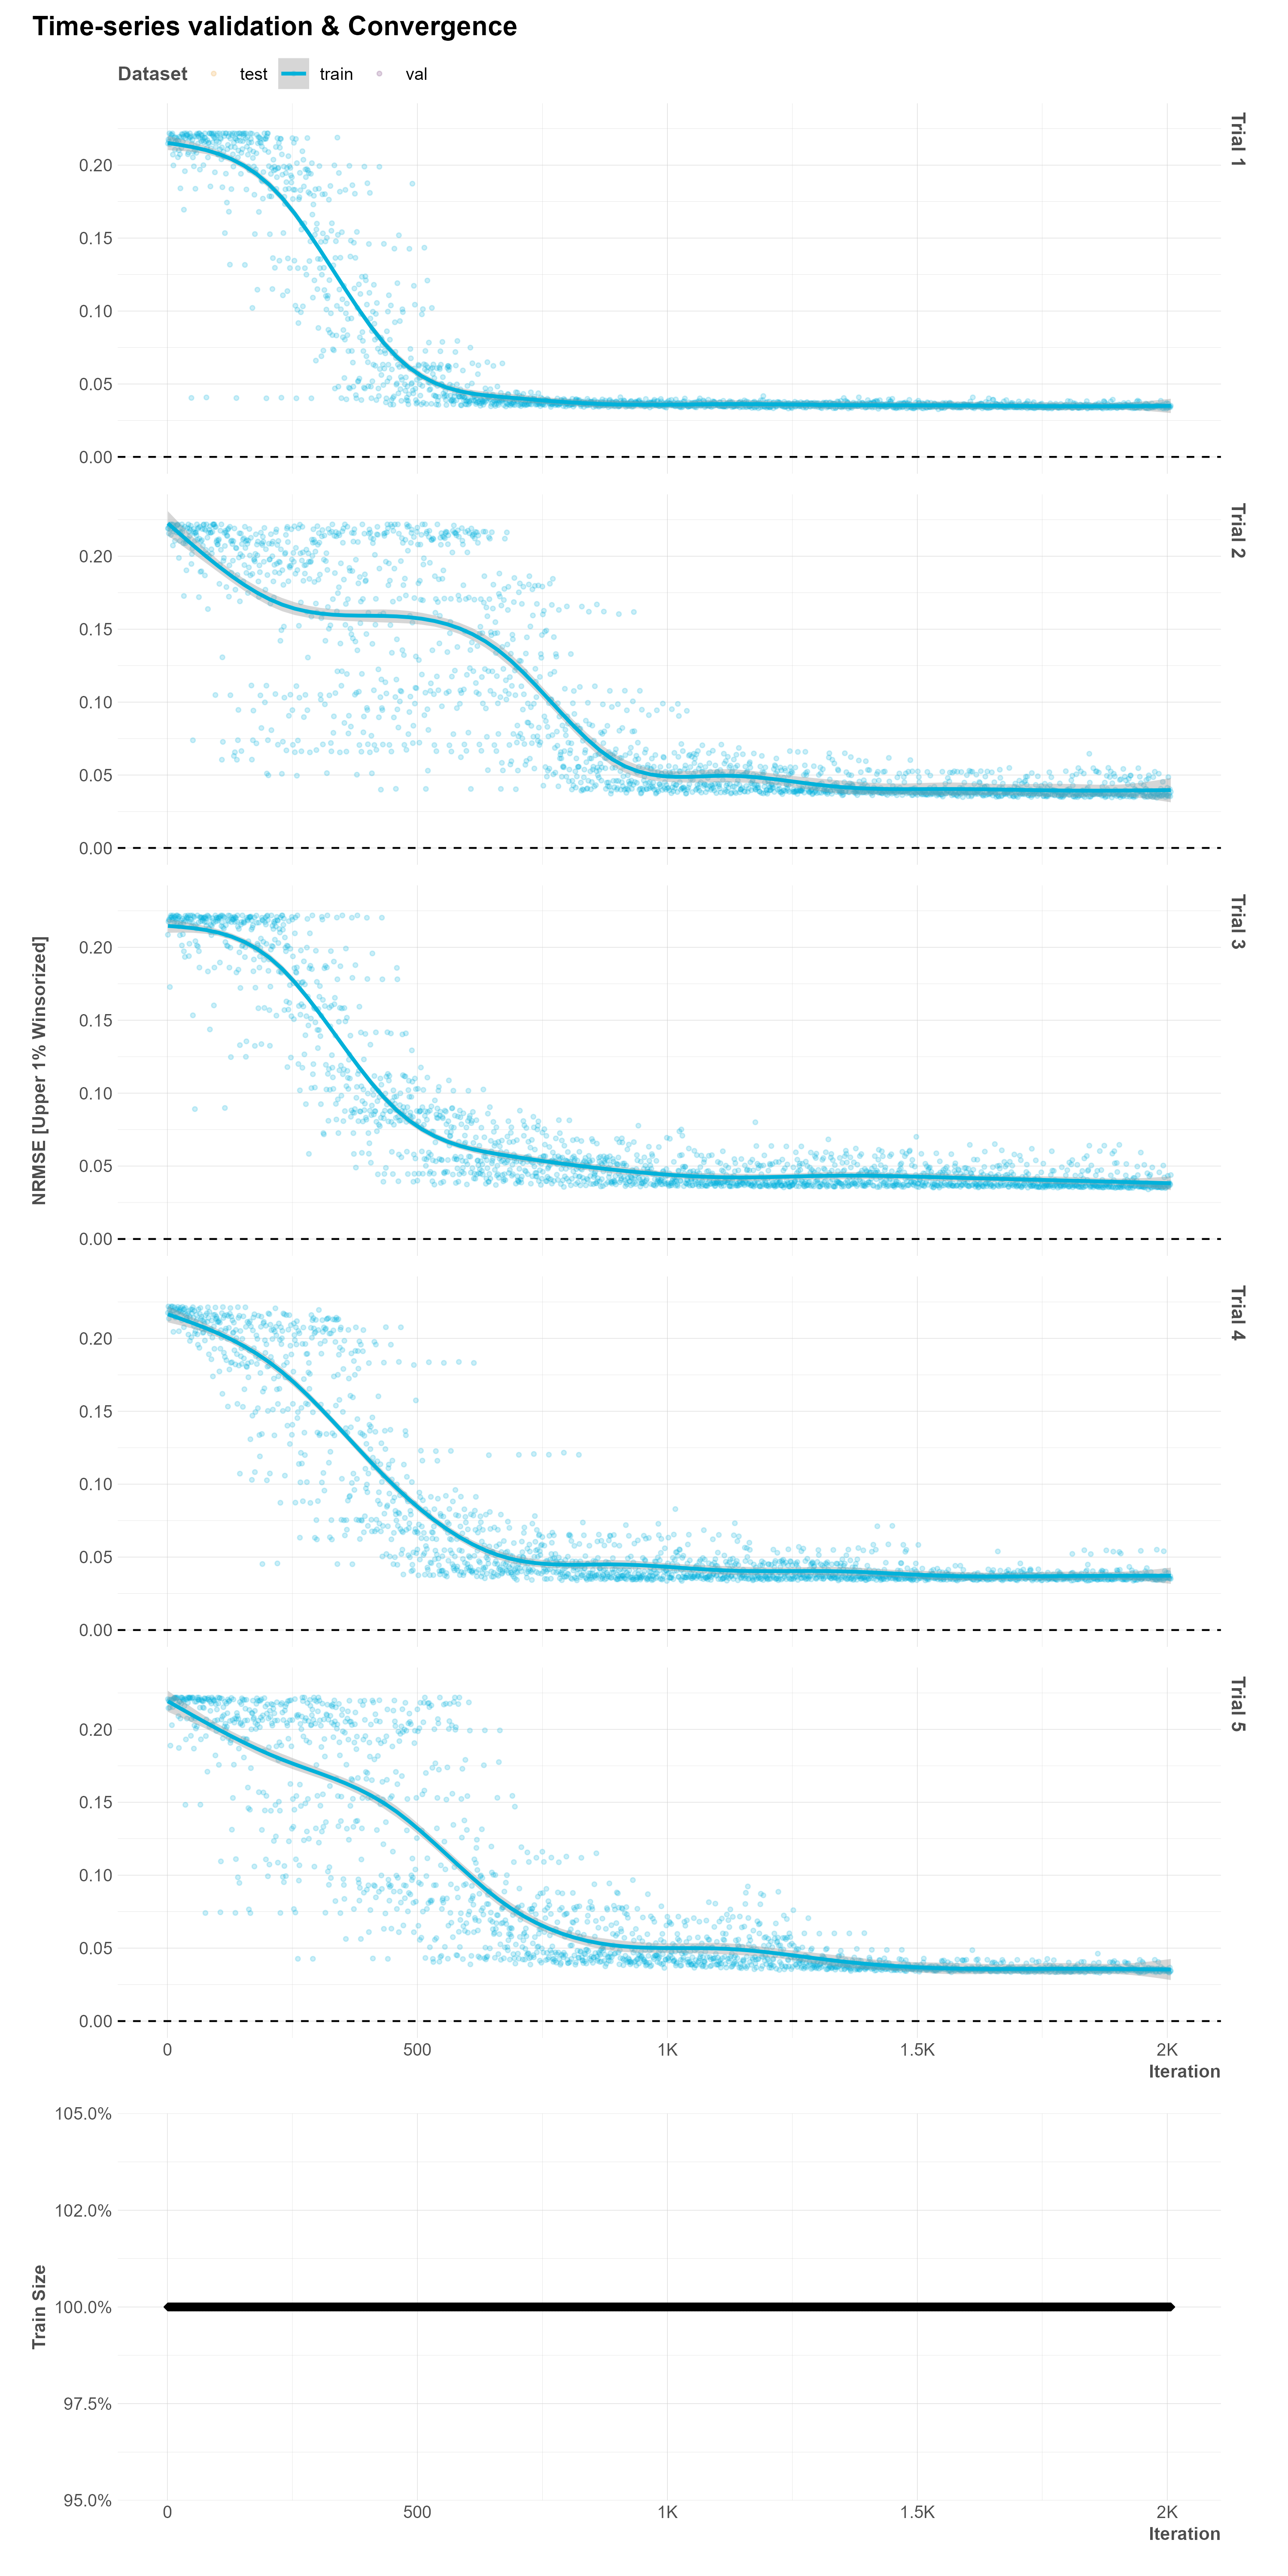 Time-series validation & Convergence
Dataset test train val
Trial 1
0.20
0.15
0.10
0.05
0.00
Trial 2
0.20
0.15
0.10
0.05
0.00
NRMSE [Upper 1% Winsorized]
Trial 3
0.20
0.15
0.10
0.05
0.00
Trial 4
0.20
0.15
0.10
0.05
0.00
Trial 5
0.20
0.15
0.10
0.05
0.00
0 500 1K 1.5K 2K
Iteration
Train Size
105.0%
102.0%
100.0%
97.5%
95.0%
0 500 1K 1.5K 2K
Iteration